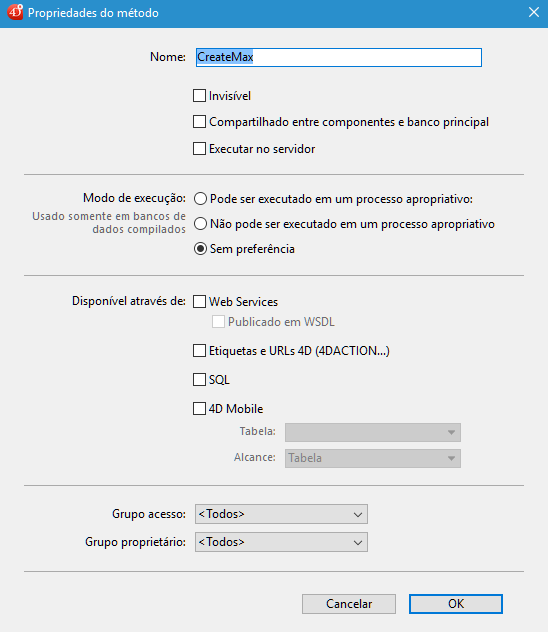 Propriedades do método
Nome: CreateMax
Invisível
Compartilhado entre componentes e banco principal
Executar no servidor
Modo de execução: Pode ser executado em um processo apropriativo:
Usado somente em bancos de
dados compilados
Não pode ser executado em um processo apropriativo
Sem preferência
Disponível através de: Web Services
Publicado em WSDL
Etiquetas e URLs 4D (4DACTION...)
SQL
4D Mobile
Tabela:
Alcance: Tabela
Grupo acesso: <Todos>
Grupo proprietário: <Todos>
Cancelar OK